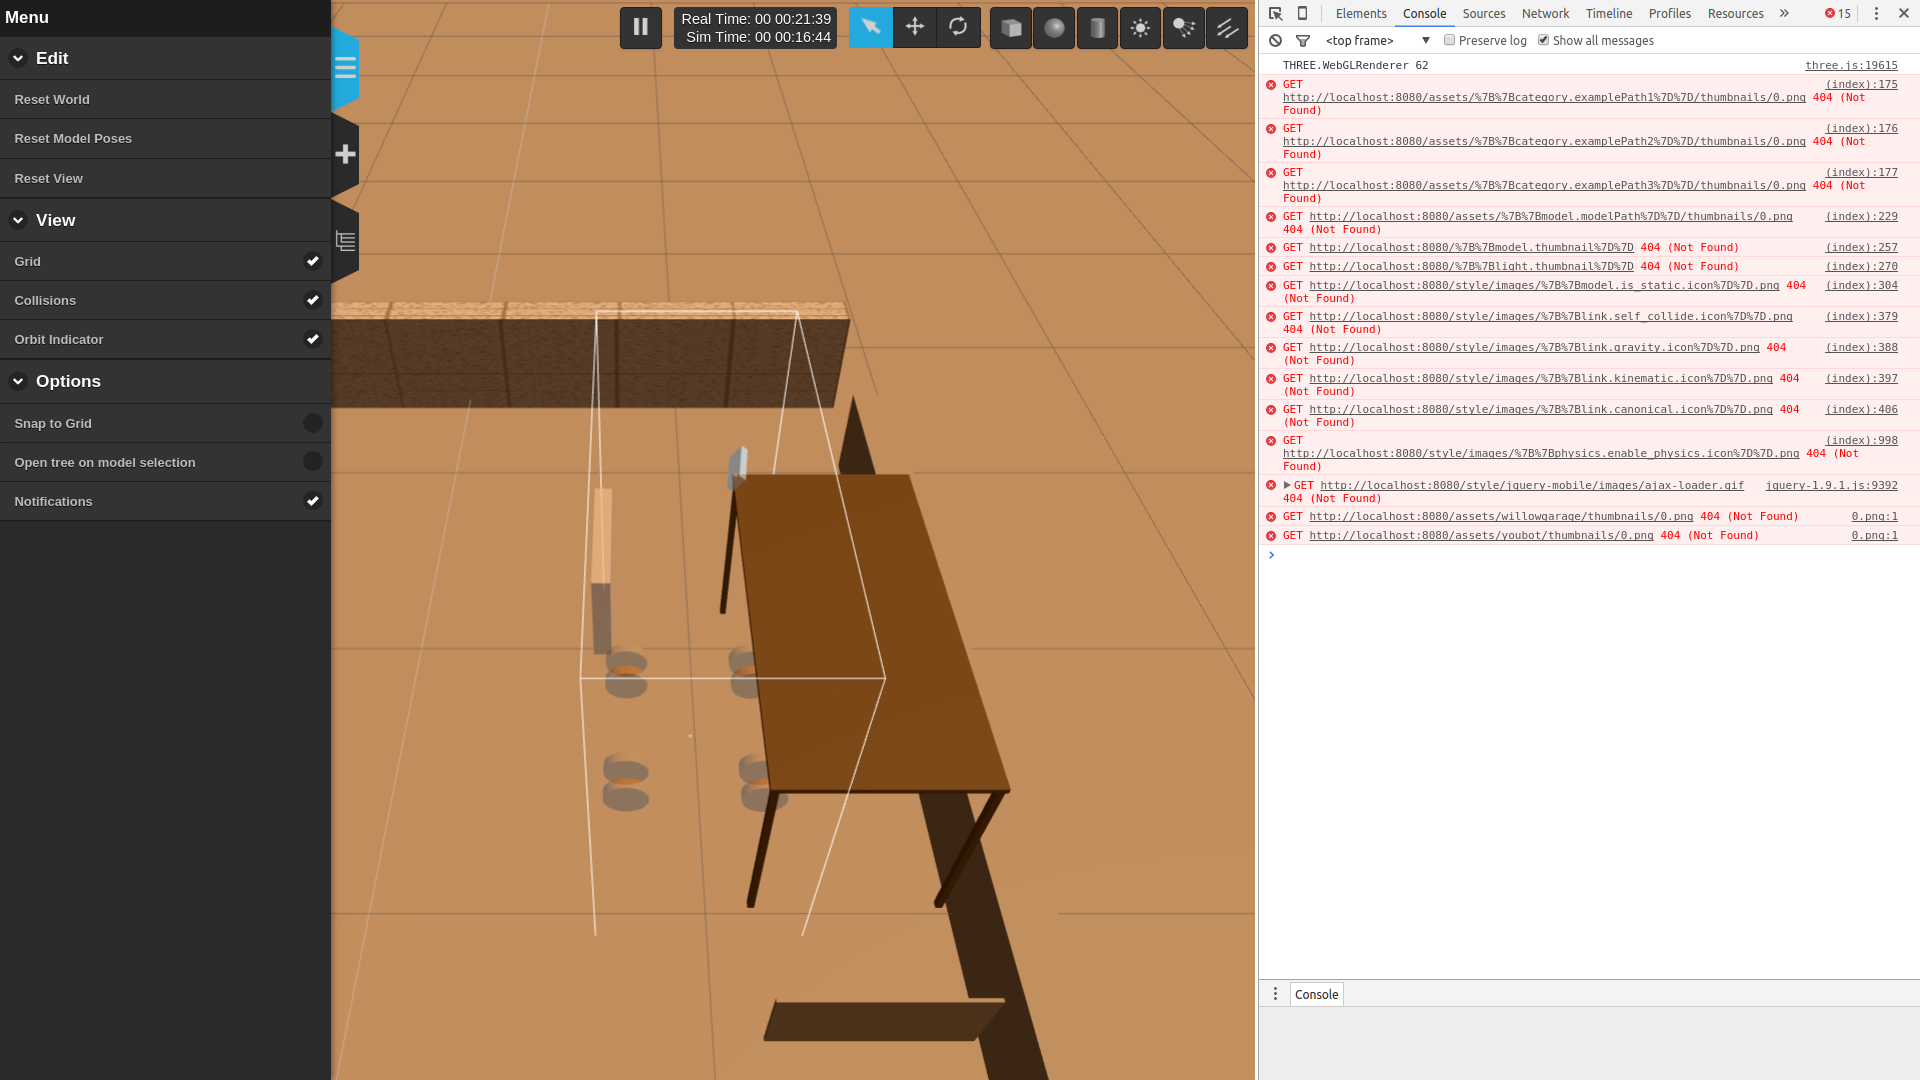 Menu
Edit
Reset World
Reset Model Poses
Reset View
View
Grid
Collisions
Orbit Indicator
Options
Snap to Grid
Open tree on model selection
Notifications
Real Time: 00 00:21:39
Sim Time: 00 00:16:44
Elements Console Sources Network Timeline Profiles Resources » 15
<top frame> Preserve log Show all messages
THREE.WebGLRenderer 62 three.js:19615
GET (index):175
http://localhost:8080/assets/%7B%7Bcategory.examplePath1%7D%7D/thumbnails/0.png 404 (Not
Found)
GET (index):176
http://localhost:8080/assets/%7B%7Bcategory.examplePath2%7D%7D/thumbnails/0.png 404 (Not
Found)
GET (index):177
http://localhost:8080/assets/%7B%7Bcategory.examplePath3%7D%7D/thumbnails/0.png 404 (Not
Found)
GET http://localhost:8080/assets/%7B%7Bmodel.modelPath%7D%7D/thumbnails/0.png (index):229
404 (Not Found)
GET http://localhost:8080/%7B%7Bmodel.thumbnail%7D%7D 404 (Not Found) (index):257
GET http://localhost:8080/%7B%7Blight.thumbnail%7D%7D 404 (Not Found) (index):270
GET http://localhost:8080/style/images/%7B%7Bmodel.is_static.icon%7D%7D.png 404 (index):304
(Not Found)
GET http://localhost:8080/style/images/%7B%7Blink.self_collide.icon%7D%7D.png (index):379
404 (Not Found)
GET http://localhost:8080/style/images/%7B%7Blink.gravity.icon%7D%7D.png 404 (index):388
(Not Found)
GET http://localhost:8080/style/images/%7B%7Blink.kinematic.icon%7D%7D.png 404 (index):397
(Not Found)
GET http://localhost:8080/style/images/%7B%7Blink.canonical.icon%7D%7D.png 404 (index):406
(Not Found)
GET (index):998
http://localhost:8080/style/images/%7B%7Bphysics.enable_physics.icon%7D%7D.png 404 (Not
Found)
GET http://localhost:8080/style/jquery-mobile/images/ajax-loader.gif jquery-1.9.1.js:9392
404 (Not Found)
GET http://localhost:8080/assets/willowgarage/thumbnails/0.png 404 (Not Found) 0.png:1
GET http://localhost:8080/assets/youbot/thumbnails/0.png 404 (Not Found) 0.png:1
Console